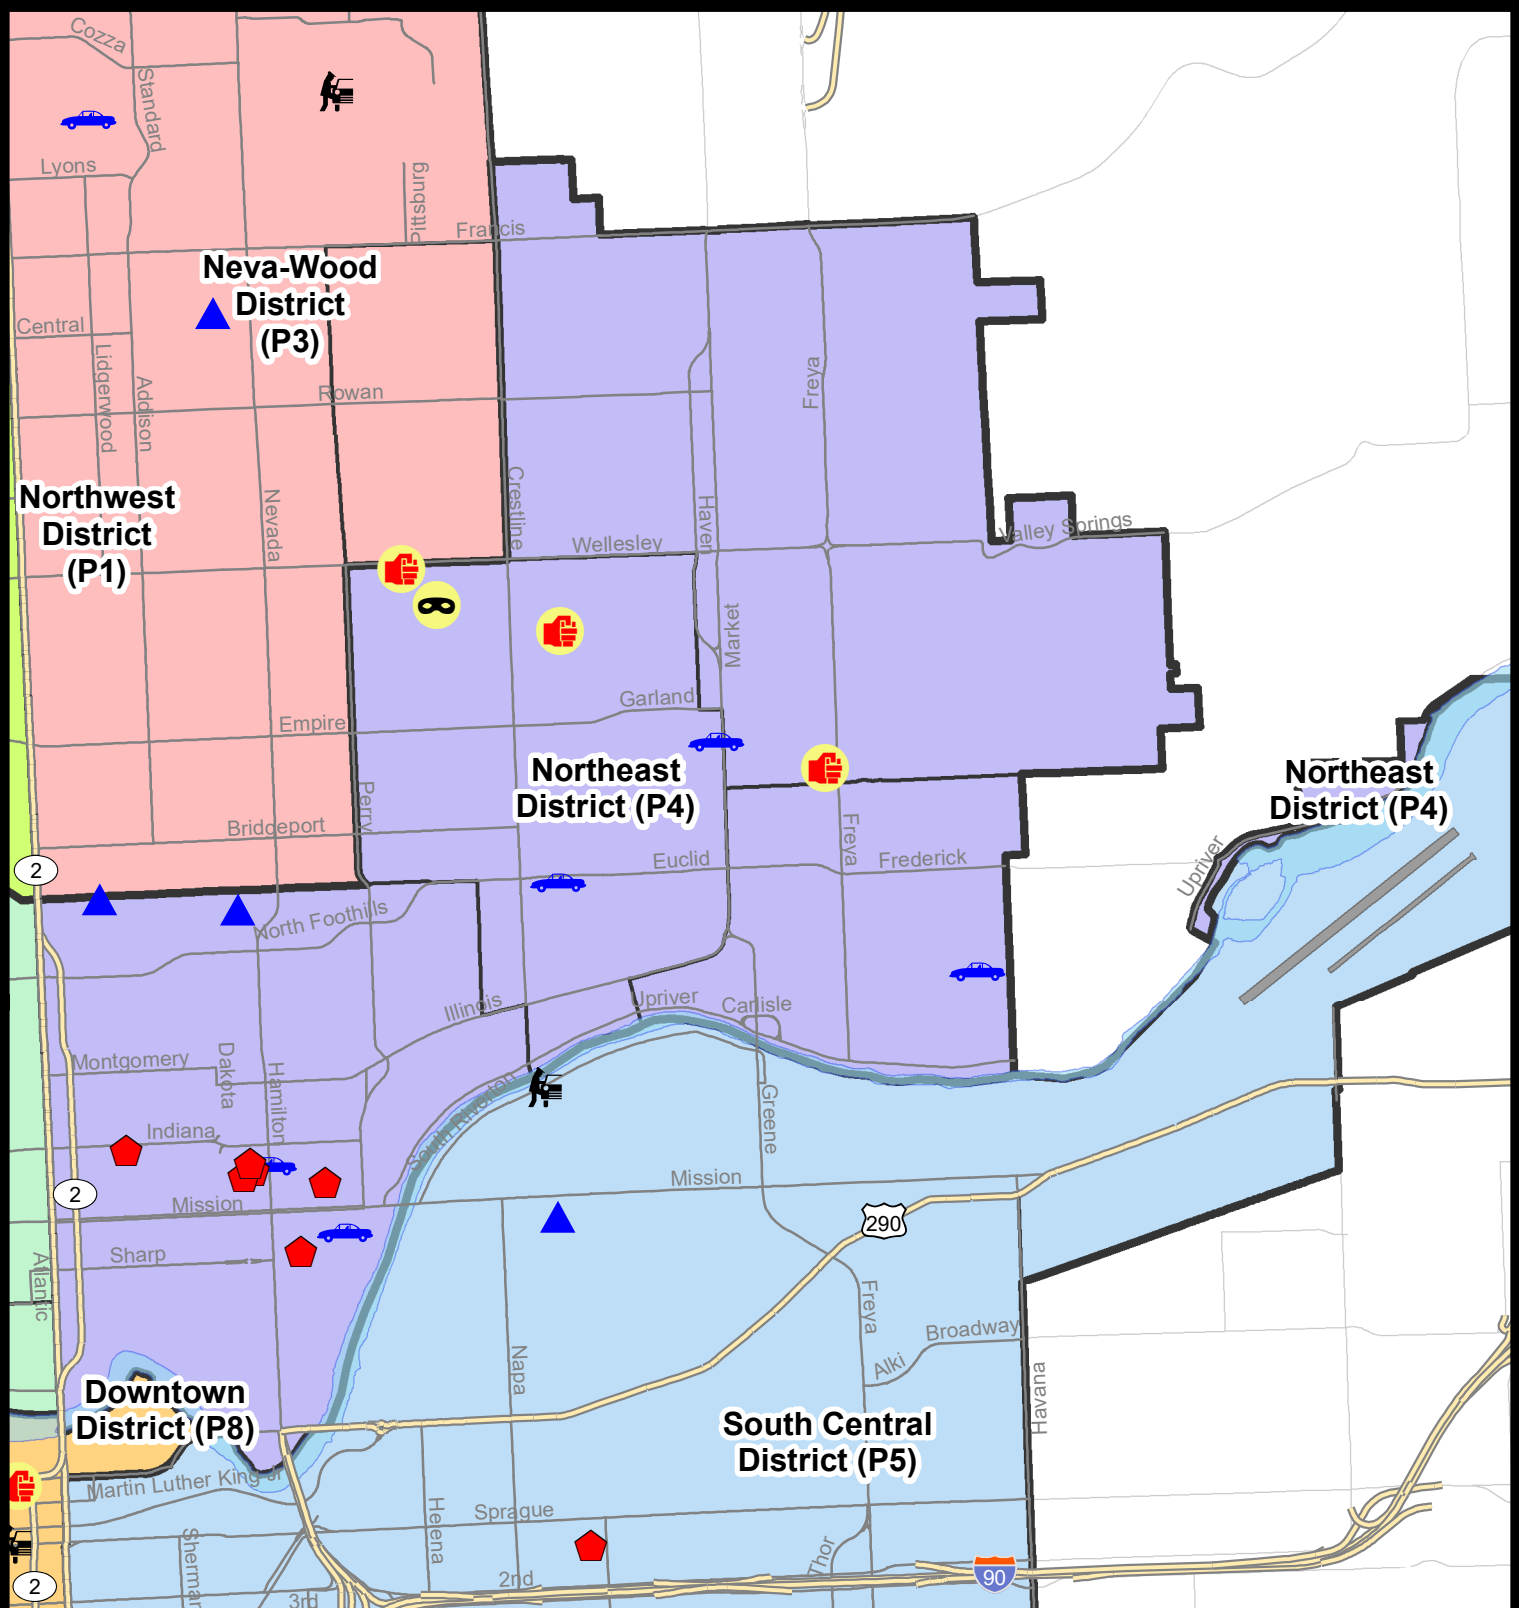 Cozza
Standard
Lyons
Pittsburg
Francis
Neva-Wood
District
(P3)
Central
Lidgerwood
Addison
Rowan
Freya
Northwest
District
(P1)
Nevada
Crestline
Haven
Wellesley
Valley Springs
Market
Garland
Empire
Northeast
District (P4)
Northeast
District (P4)
Perry
Bridgeport
Freya
Euclid
Frederick
Upriver
2
North Foothills
Illinois
Upriver
Carlisle
Montgomery
Dakota
Hamilton
South Riverton
Greene
Indiana
Mission
2
Mission
290
Sharp
Atlantic
Freya
Broadway
Alki
Napa
Havana
Downtown
District (P8)
South Central
District (P5)
Martin Luther King Jr
Helena
Sprague
Sherman
Thor
2nd
90
2
3rd